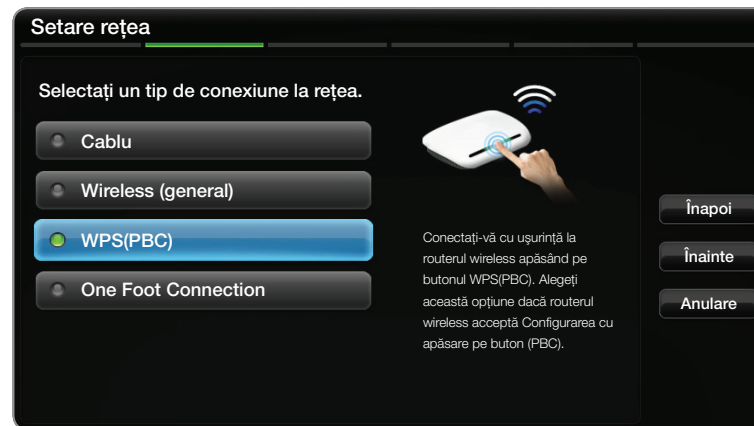 Setare rețea
Selectați un tip de conexiune la rețea.
Cablu
Wireless (general)
WPS(PBC)
One Foot Connection
Conectați-vă cu ușurință la
routerul wireless apăsând pe
butonul WPS(PBC). Alegeți
această opțiune dacă routerul
wireless acceptă Configurarea cu
apăsare pe buton (PBC).
Înapoi
Înainte
Anulare